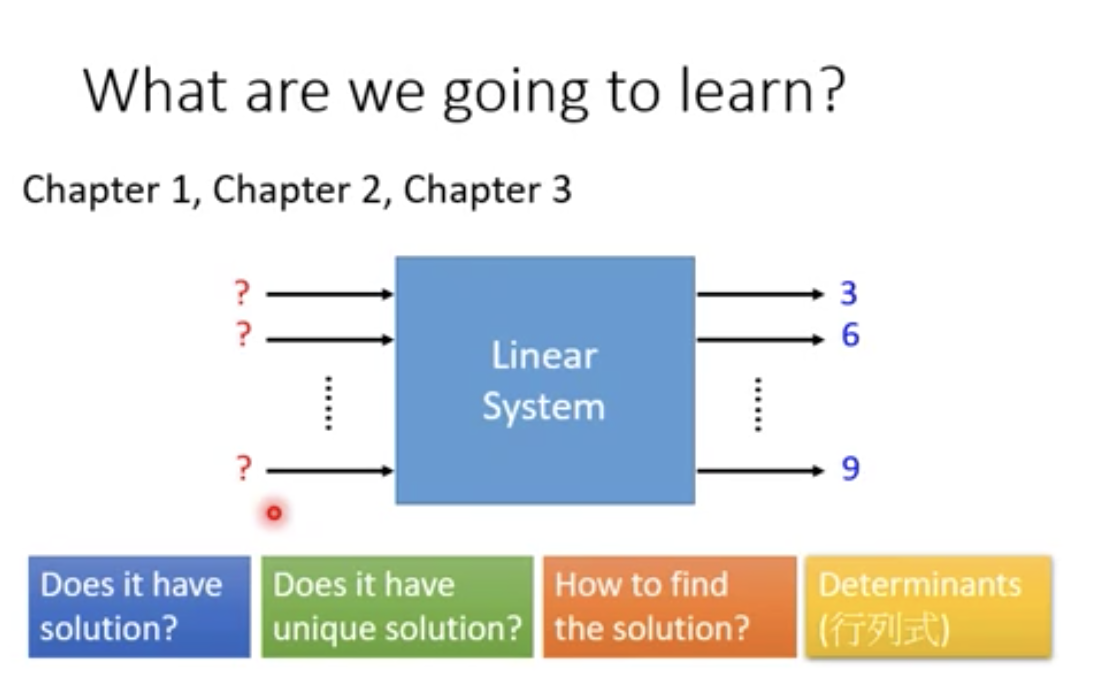 What are we going to learn?
Chapter 1, Chapter 2, Chapter 3
? 3
? 6
Linear
System
? 9
Does it have
solution?
Does it have
unique solution?
How to find
the solution?
Determinants
(行列式)